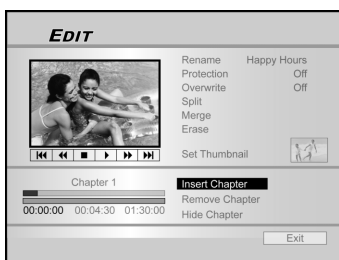 EDIT
Rename Happy Hours
Protection Off
Overwrite Off
Split
Merge
Erase
Set Thumbnail
Chapter 1
00:00:00 00:04:30 01:30:00
Insert Chapter
Remove Chapter
Hide Chapter
Exit